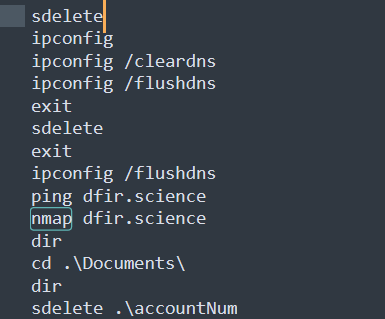 sdelete
ipconfig
ipconfig /cleardns
ipconfig /flushdns
exit
sdelete
exit
ipconfig /flushdns
ping dfir.science
nmap dfir.science
dir
cd .\Documents\
dir
sdelete .\accountNum